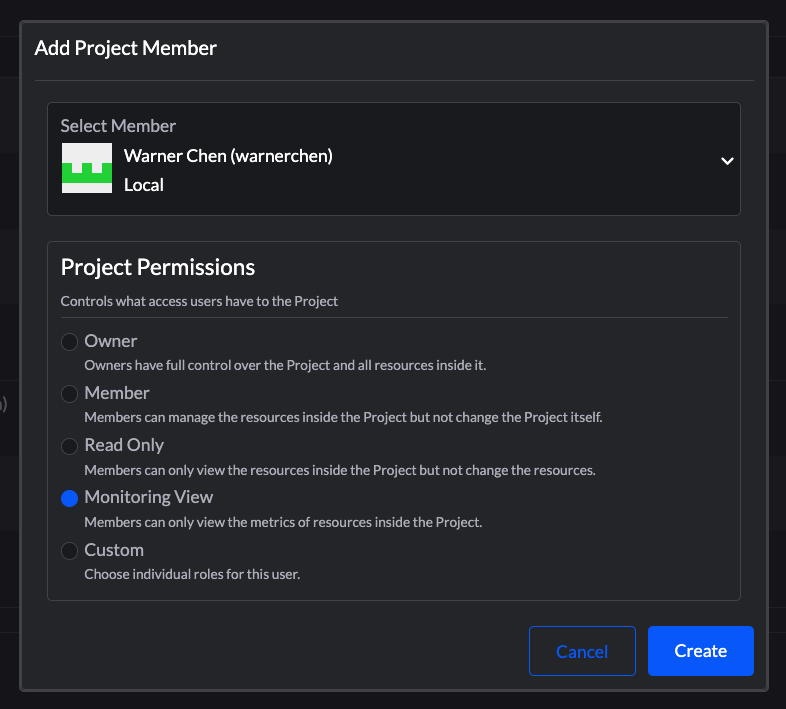 Add Project Member
Select Member
Warner Chen (warnerchen)
Local
Project Permissions
Controls what access users have to the Project
Owner
Owners have full control over the Project and all resources inside it.
Member
Members can manage the resources inside the Project but not change the Project itself.
Read Only
Members can only view the resources inside the Project but not change the resources.
Monitoring View
Members can only view the metrics of resources inside the Project.
Custom
Choose individual roles for this user.
Cancel
Create